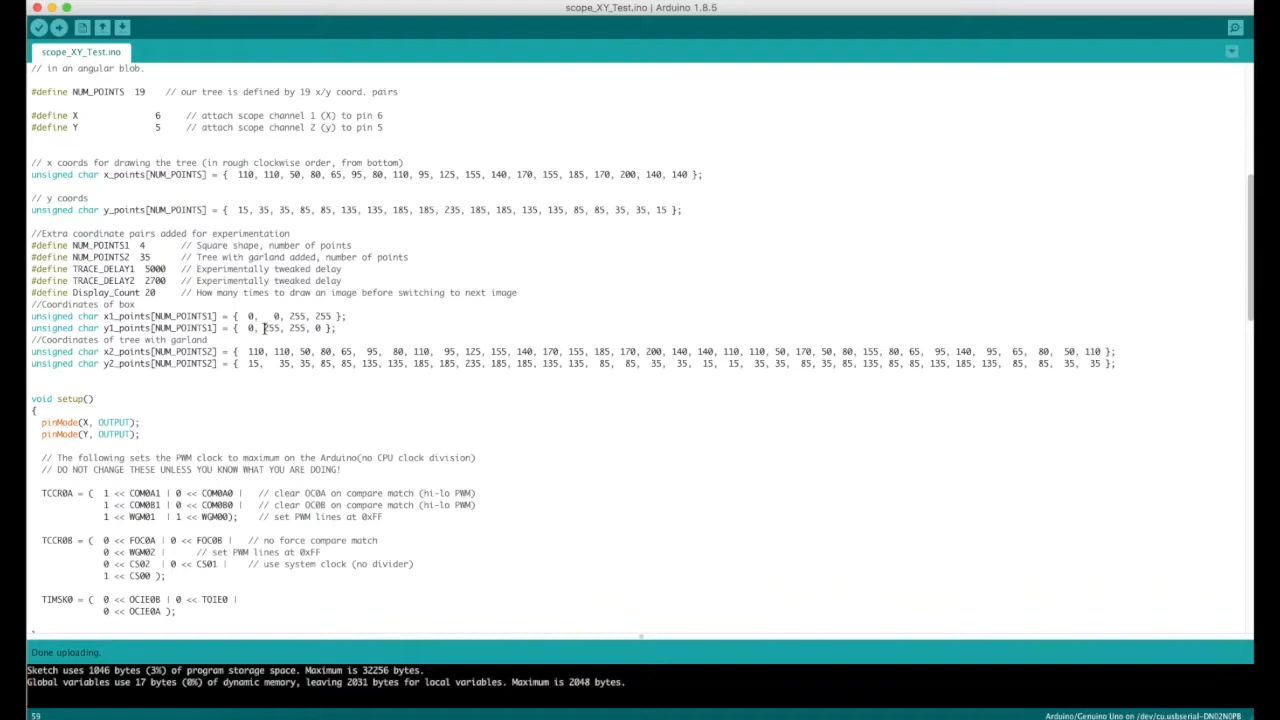 scope_XY_Test.ino | Arduino 1.8.5
scope_XY_Test.ino
// in an angular blob.
#define NUM_POINTS 19 // our tree is defined by 19 x/y coord. pairs
#define X 6 // attach scope channel 1 (X) to pin 6
#define Y 5 // attach scope channel 2 (y) to pin 5
// x coords for drawing the tree (in rough clockwise order, from bottom)
unsigned char x_points[NUM_POINTS] = { 110, 110, 50, 80, 65, 95, 80, 110, 95, 125, 155, 140, 170, 155, 185, 170, 200, 140, 140 };
// y coords
unsigned char y_points[NUM_POINTS] = { 15, 35, 35, 85, 85, 135, 135, 185, 185, 235, 185, 185, 135, 135, 85, 85, 35, 35, 15 };
//Extra coordinate pairs added for experimentation
#define NUM_POINTS1 4 // Square shape, number of points
#define NUM_POINTS2 35 // Tree with garland added, number of points
#define TRACE_DELAY1 5000 // Experimentally tweaked delay
#define TRACE_DELAY2 2700 // Experimentally tweaked delay
#define Display_Count 20 // How many times to draw an image before switching to next image
//Coordinates of box
unsigned char x1_points[NUM_POINTS1] = { 0, 0, 255, 255 };
unsigned char y1_points[NUM_POINTS1] = { 0, 255, 255, 0 };
//Coordinates of tree with garland
unsigned char x2_points[NUM_POINTS2] = { 110, 110, 50, 80, 65, 95, 80, 110, 95, 125, 155, 140, 170, 155, 185, 170, 200, 140, 140, 110, 110, 50, 170, 50, 80, 155, 80, 65, 95, 140, 95, 65, 80, 50, 110 };
unsigned char y2_points[NUM_POINTS2] = { 15, 35, 35, 85, 85, 135, 135, 185, 185, 235, 185, 185, 135, 135, 85, 85, 35, 35, 15, 15, 35, 35, 85, 35, 85, 135, 85, 85, 135, 185, 135, 85, 85, 35, 35 };
void setup()
{
pinMode(X, OUTPUT);
pinMode(Y, OUTPUT);
// The following sets the PWM clock to maximum on the Arduino(no CPU clock division)
// DO NOT CHANGE THESE UNLESS YOU KNOW WHAT YOU ARE DOING!
TCCR0A = ( 1 << COM0A1 | 0 << COM0A0 | // clear OC0A on compare match (hi-lo PWM)
1 << COM0B1 | 0 << COM0B0 | // clear OC0B on compare match (hi-lo PWM)
1 << WGM01 | 1 << WGM00); // set PWM lines at 0xFF
TCCR0B = ( 0 << FOC0A | 0 << FOC0B | // no force compare match
0 << WGM02 | // set PWM lines at 0xFF
0 << CS02 | 0 << CS01 | // use system clock (no divider)
1 << CS00 );
TIMSK0 = ( 0 << OCIE0B | 0 << TOIE0 |
0 << OCIE0A );
Done uploading.
Sketch uses 1046 bytes (3%) of program storage space. Maximum is 32256 bytes.
Global variables use 17 bytes (0%) of dynamic memory, leaving 2031 bytes for local variables. Maximum is 2048 bytes.
59
Arduino/Genuino Uno on /dev/cu.usbserial-DN02N0PB